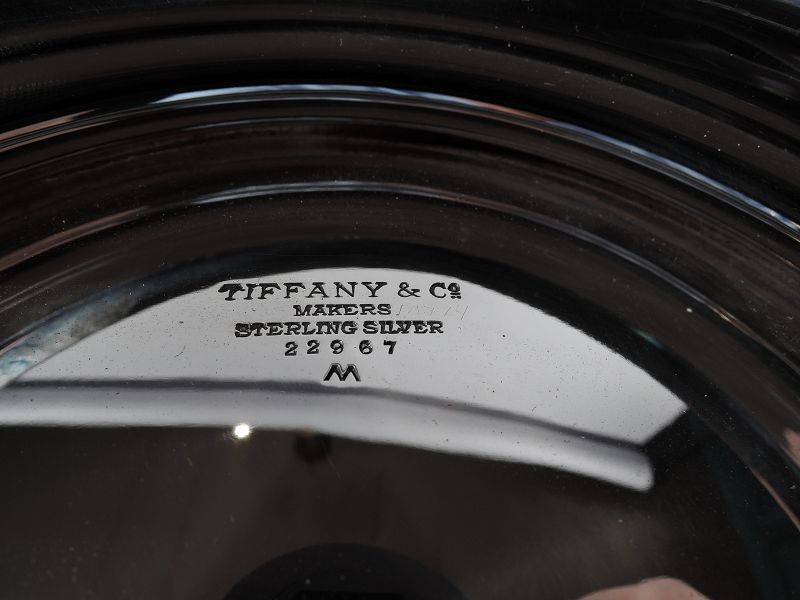 TIFFANY & Co
MAKERS
STERLING SILVER
22967
M